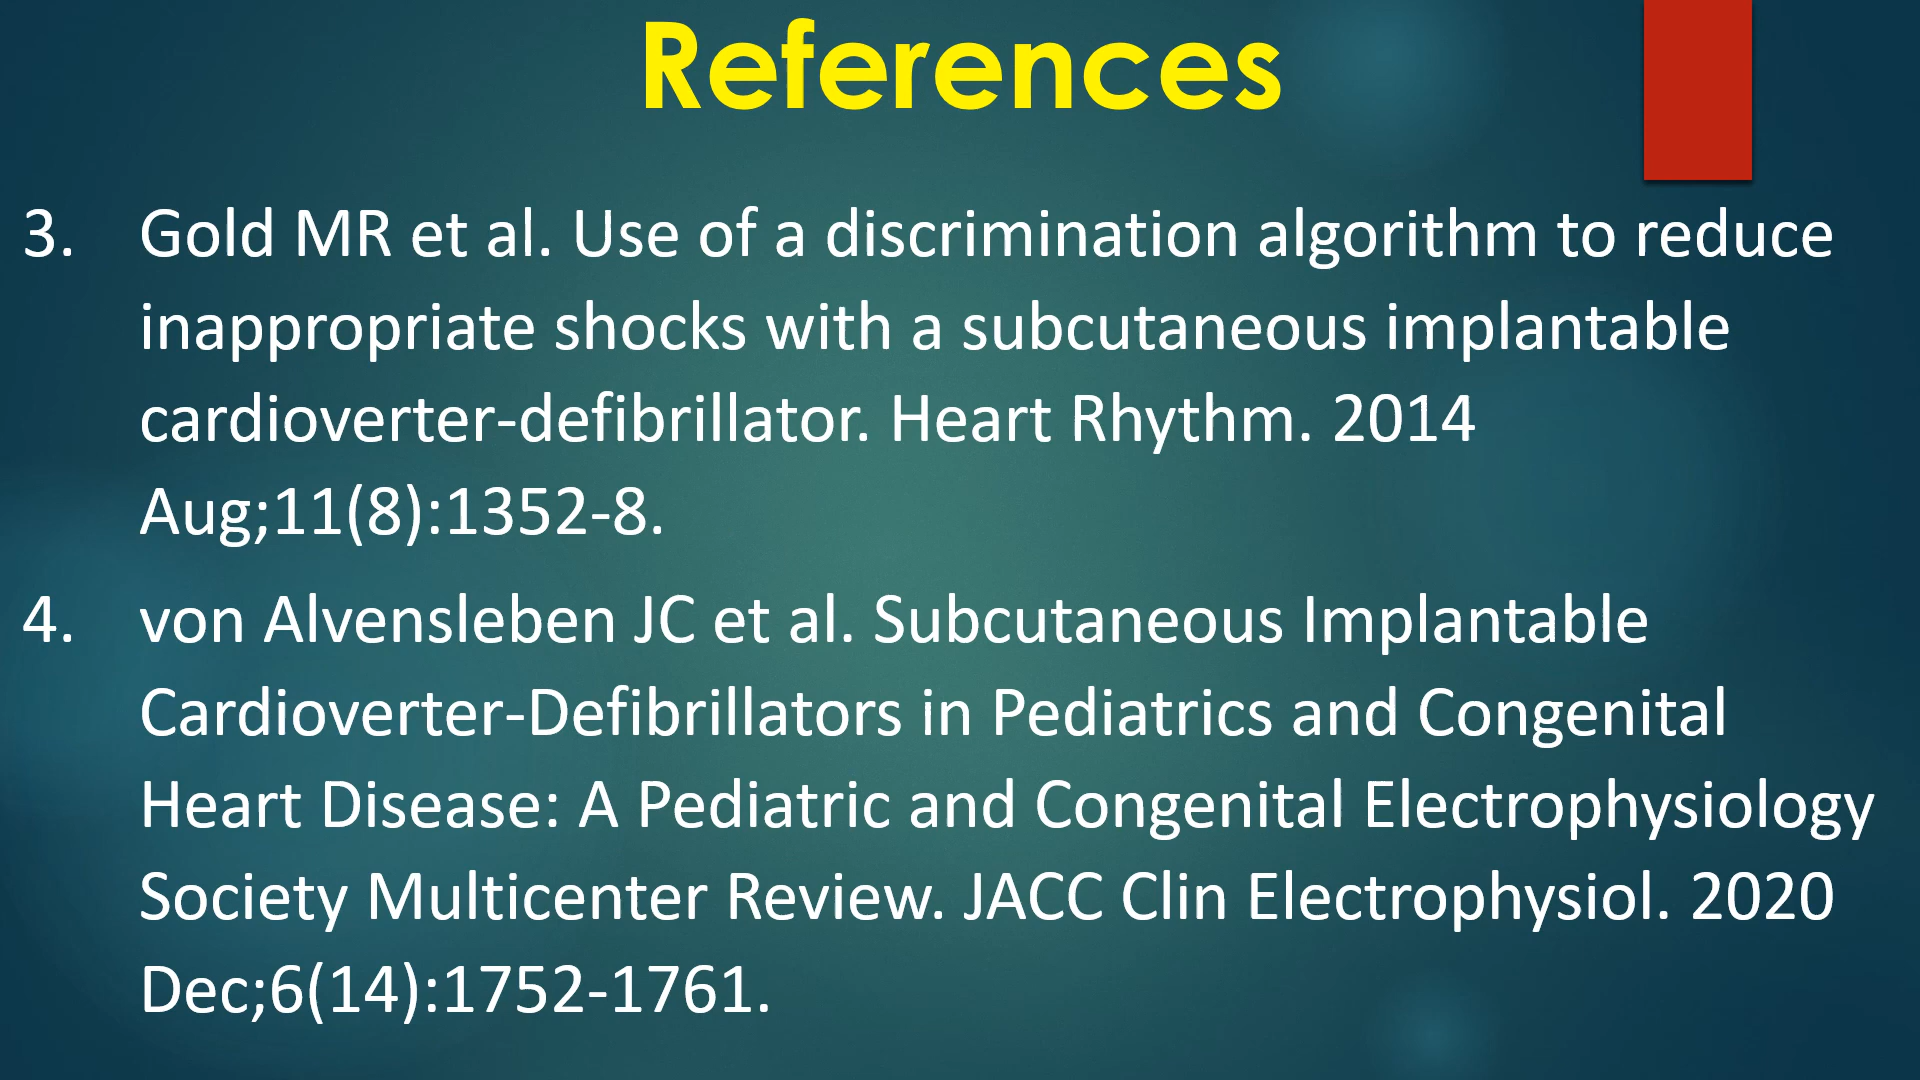 References
3. Gold MR et al. Use of a discrimination algorithm to reduce
inappropriate shocks with a subcutaneous implantable
cardioverter-defibrillator. Heart Rhythm. 2014
Aug;11(8):1352-8.
4. von Alvensleben JC et al. Subcutaneous Implantable
Cardioverter-Defibrillators in Pediatrics and Congenital
Heart Disease: A Pediatric and Congenital Electrophysiology
Society Multicenter Review. JACC Clin Electrophysiol. 2020
Dec;6(14):1752-1761.